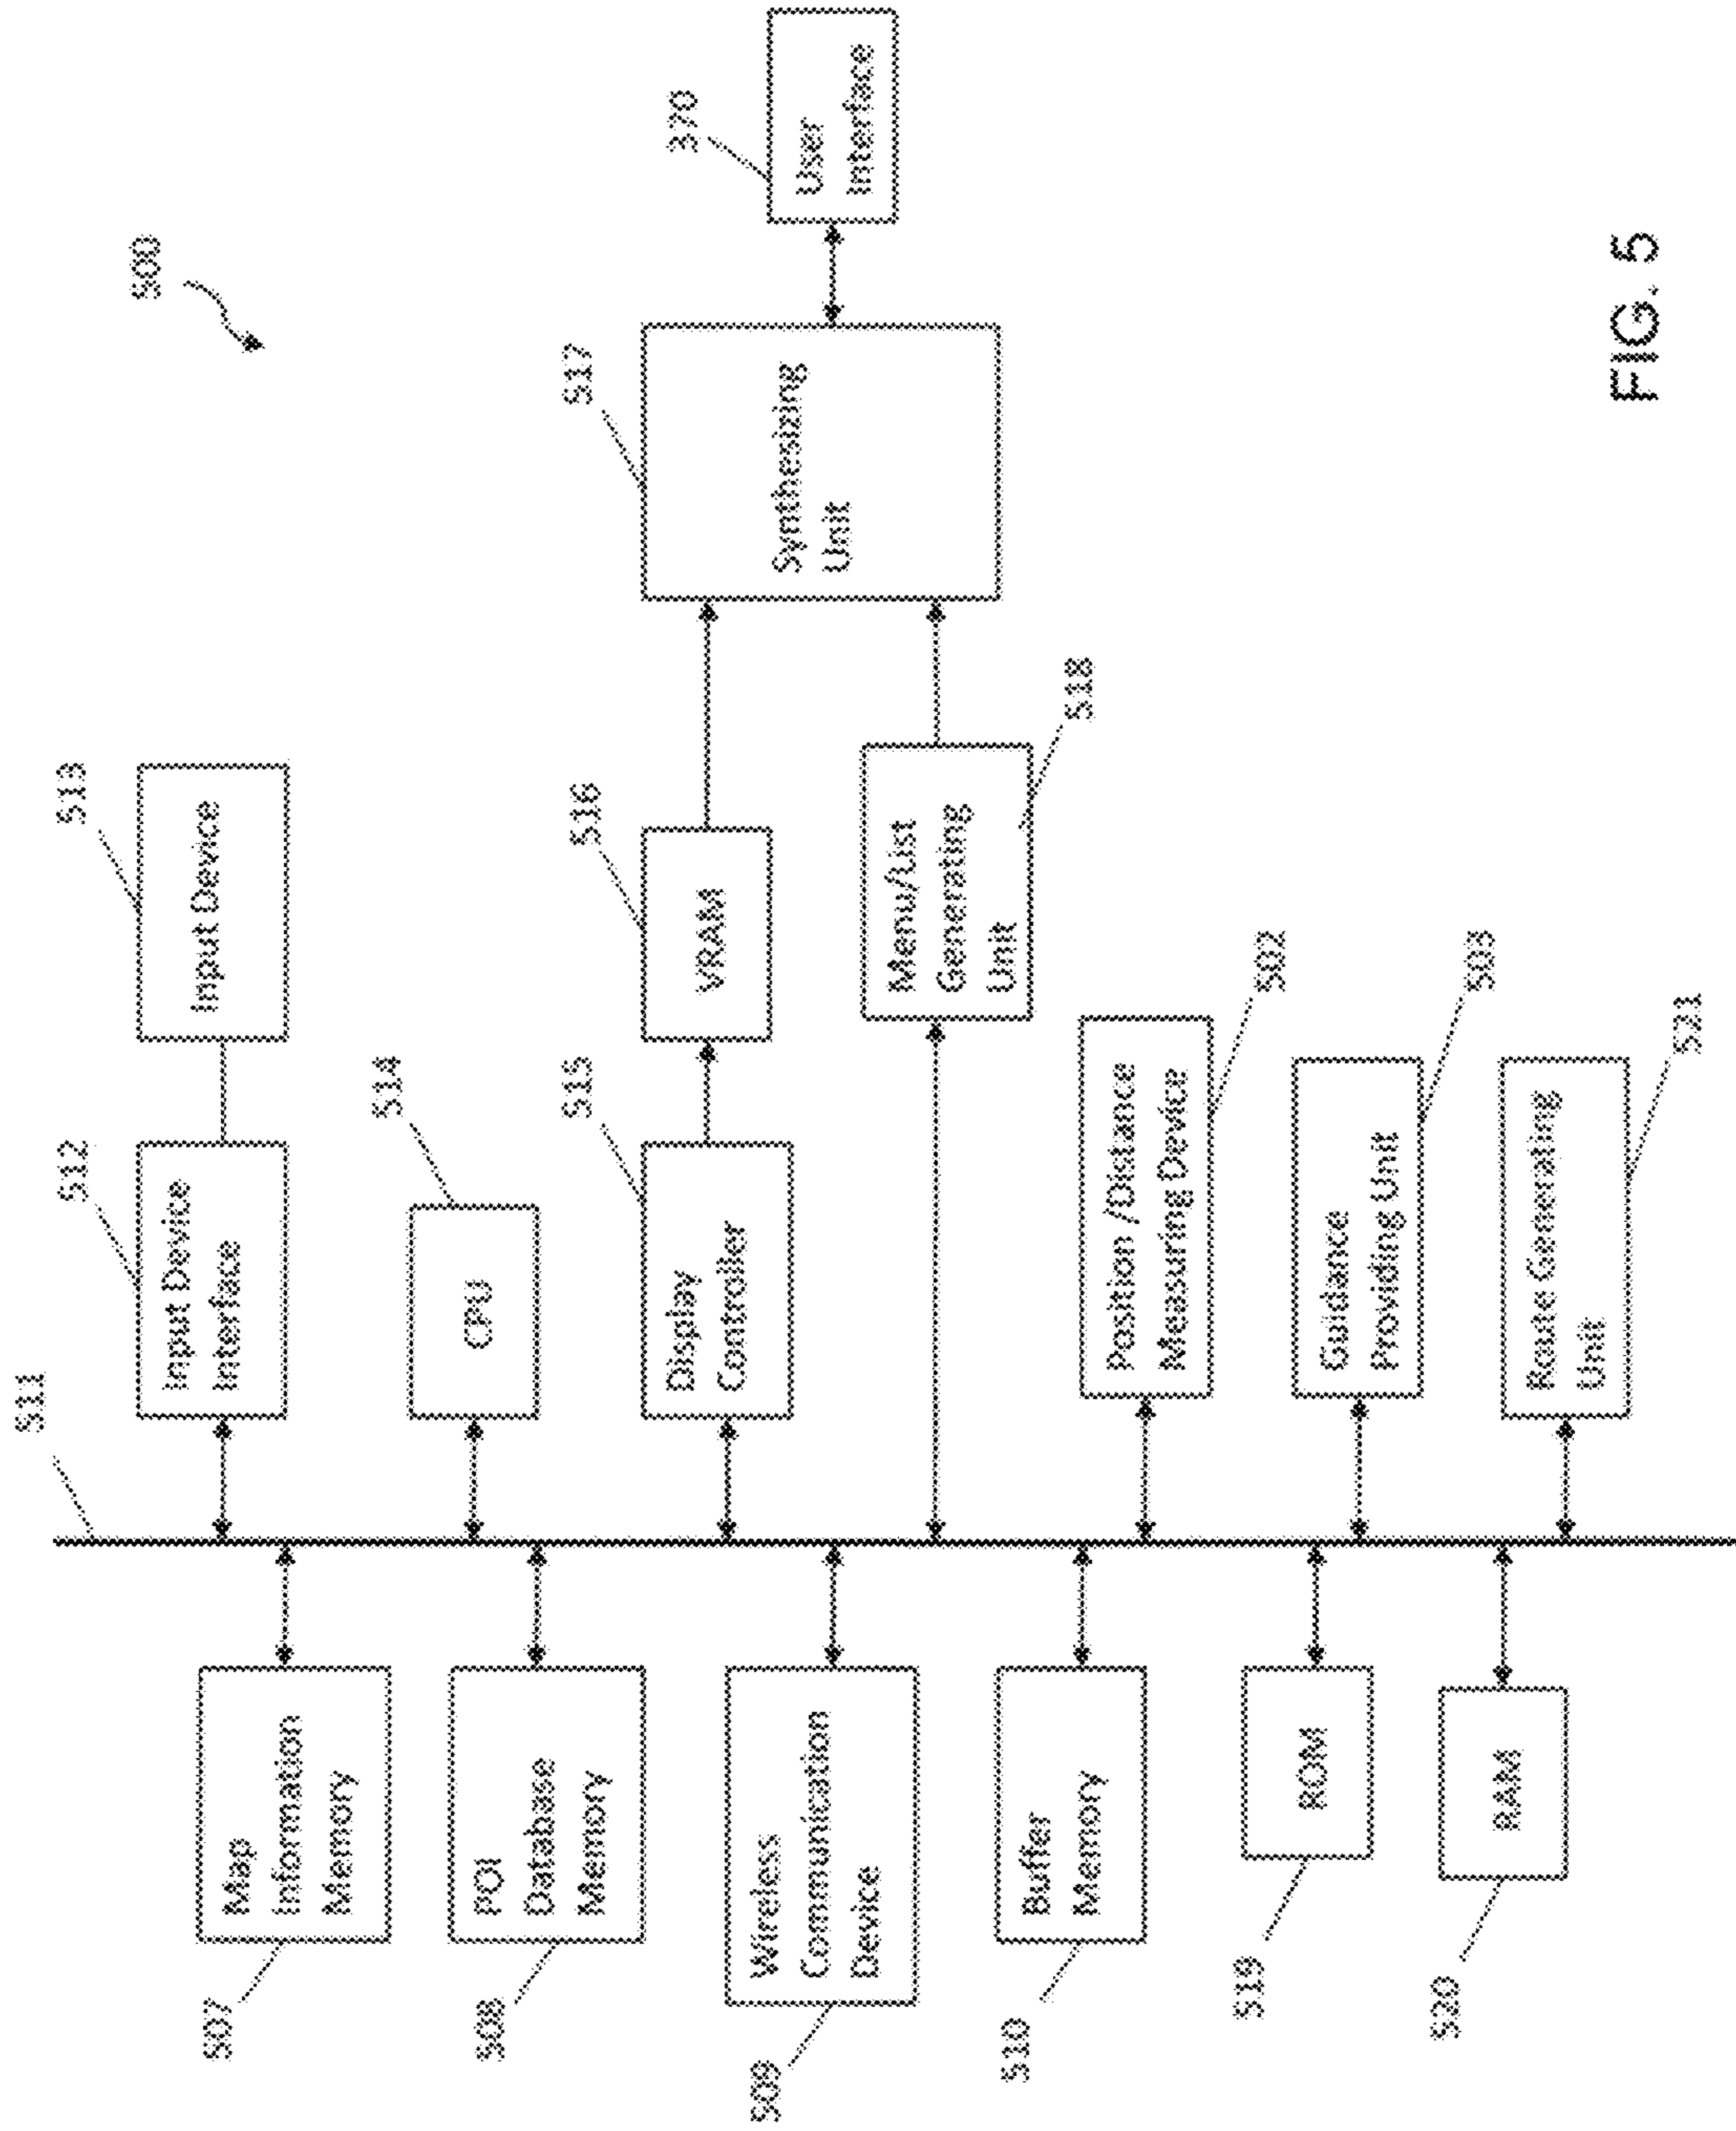 500
511
507
Map
Information
Memory
508
POI
Database
Memory
509
Wireless
Communication
Device
510
Buffer
Memory
519
ROM
520
RAM
512
Input Device
Interface
513
Input Device
514
CPU
515
Display
Controller
516
VRAM
517
Synthesizing
Unit
370
User
Interface
518
Menu/List
Generating
Unit
502
Position /Distance
Measuring Device
503
Guidance
Providing Unit
521
Route Generating
Unit
FIG. 5